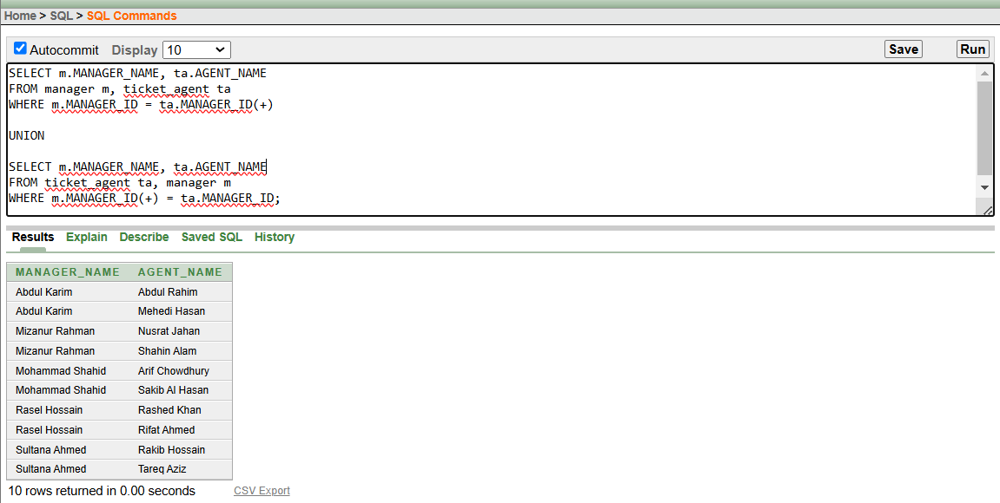 Home > SQL > SQL Commands
Autocommit Display 10 Save Run
SELECT m.MANAGER_NAME, ta.AGENT_NAME
FROM manager m, ticket_agent ta
WHERE m.MANAGER_ID = ta.MANAGER_ID(+)
UNION
SELECT m.MANAGER_NAME, ta.AGENT_NAME
FROM ticket_agent ta, manager m
WHERE m.MANAGER_ID(+) = ta.MANAGER_ID;
Results Explain Describe Saved SQL History
MANAGER_NAME AGENT_NAME
Abdul Karim Abdul Rahim
Abdul Karim Mehedi Hasan
Mizanur Rahman Nusrat Jahan
Mizanur Rahman Shahin Alam
Mohammad Shahid Arif Chowdhury
Mohammad Shahid Sakib Al Hasan
Rasel Hossain Rashed Khan
Rasel Hossain Rifat Ahmed
Sultana Ahmed Rakib Hossain
Sultana Ahmed Tareq Aziz
10 rows returned in 0.00 seconds CSV Export